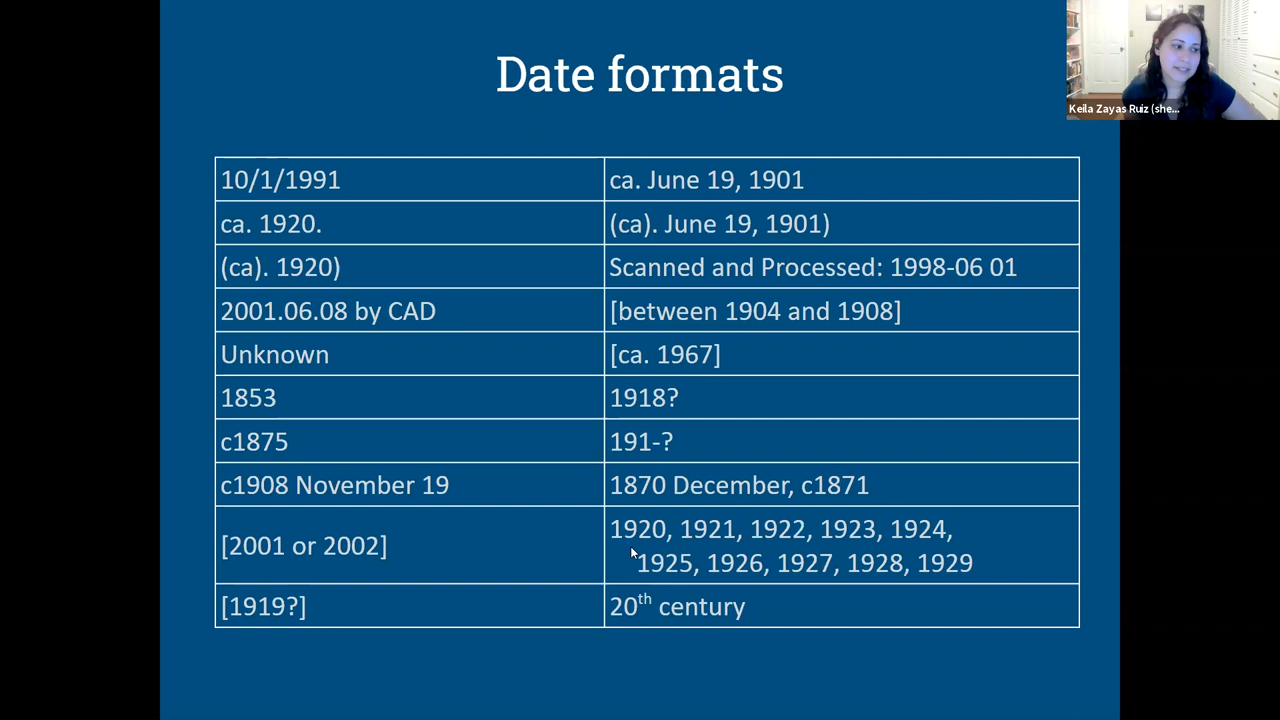 Date formats
Keila Zayas Ruiz (she...
10/1/1991
ca. June 19, 1901
ca. 1920.
(ca). June 19, 1901)
(ca). 1920)
Scanned and Processed: 1998-06 01
2001.06.08 by CAD
[between 1904 and 1908]
Unknown
[ca. 1967]
1853
1918?
c1875
191-?
c1908 November 19
1870 December, c1871
[2001 or 2002]
1920, 1921, 1922, 1923, 1924,
1925, 1926, 1927, 1928, 1929
[1919?]
20th century